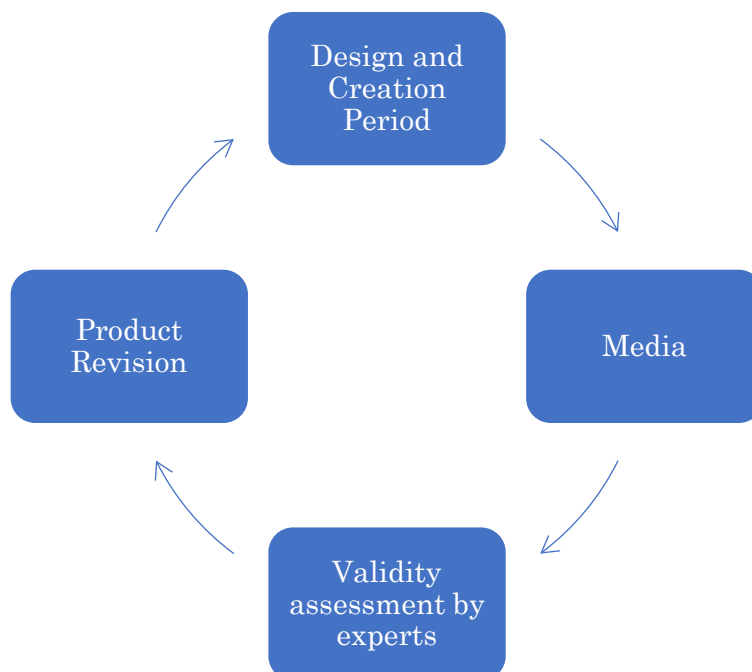 Design and
Creation
Period
Media
Validity
assessment by
experts
Product
Revision